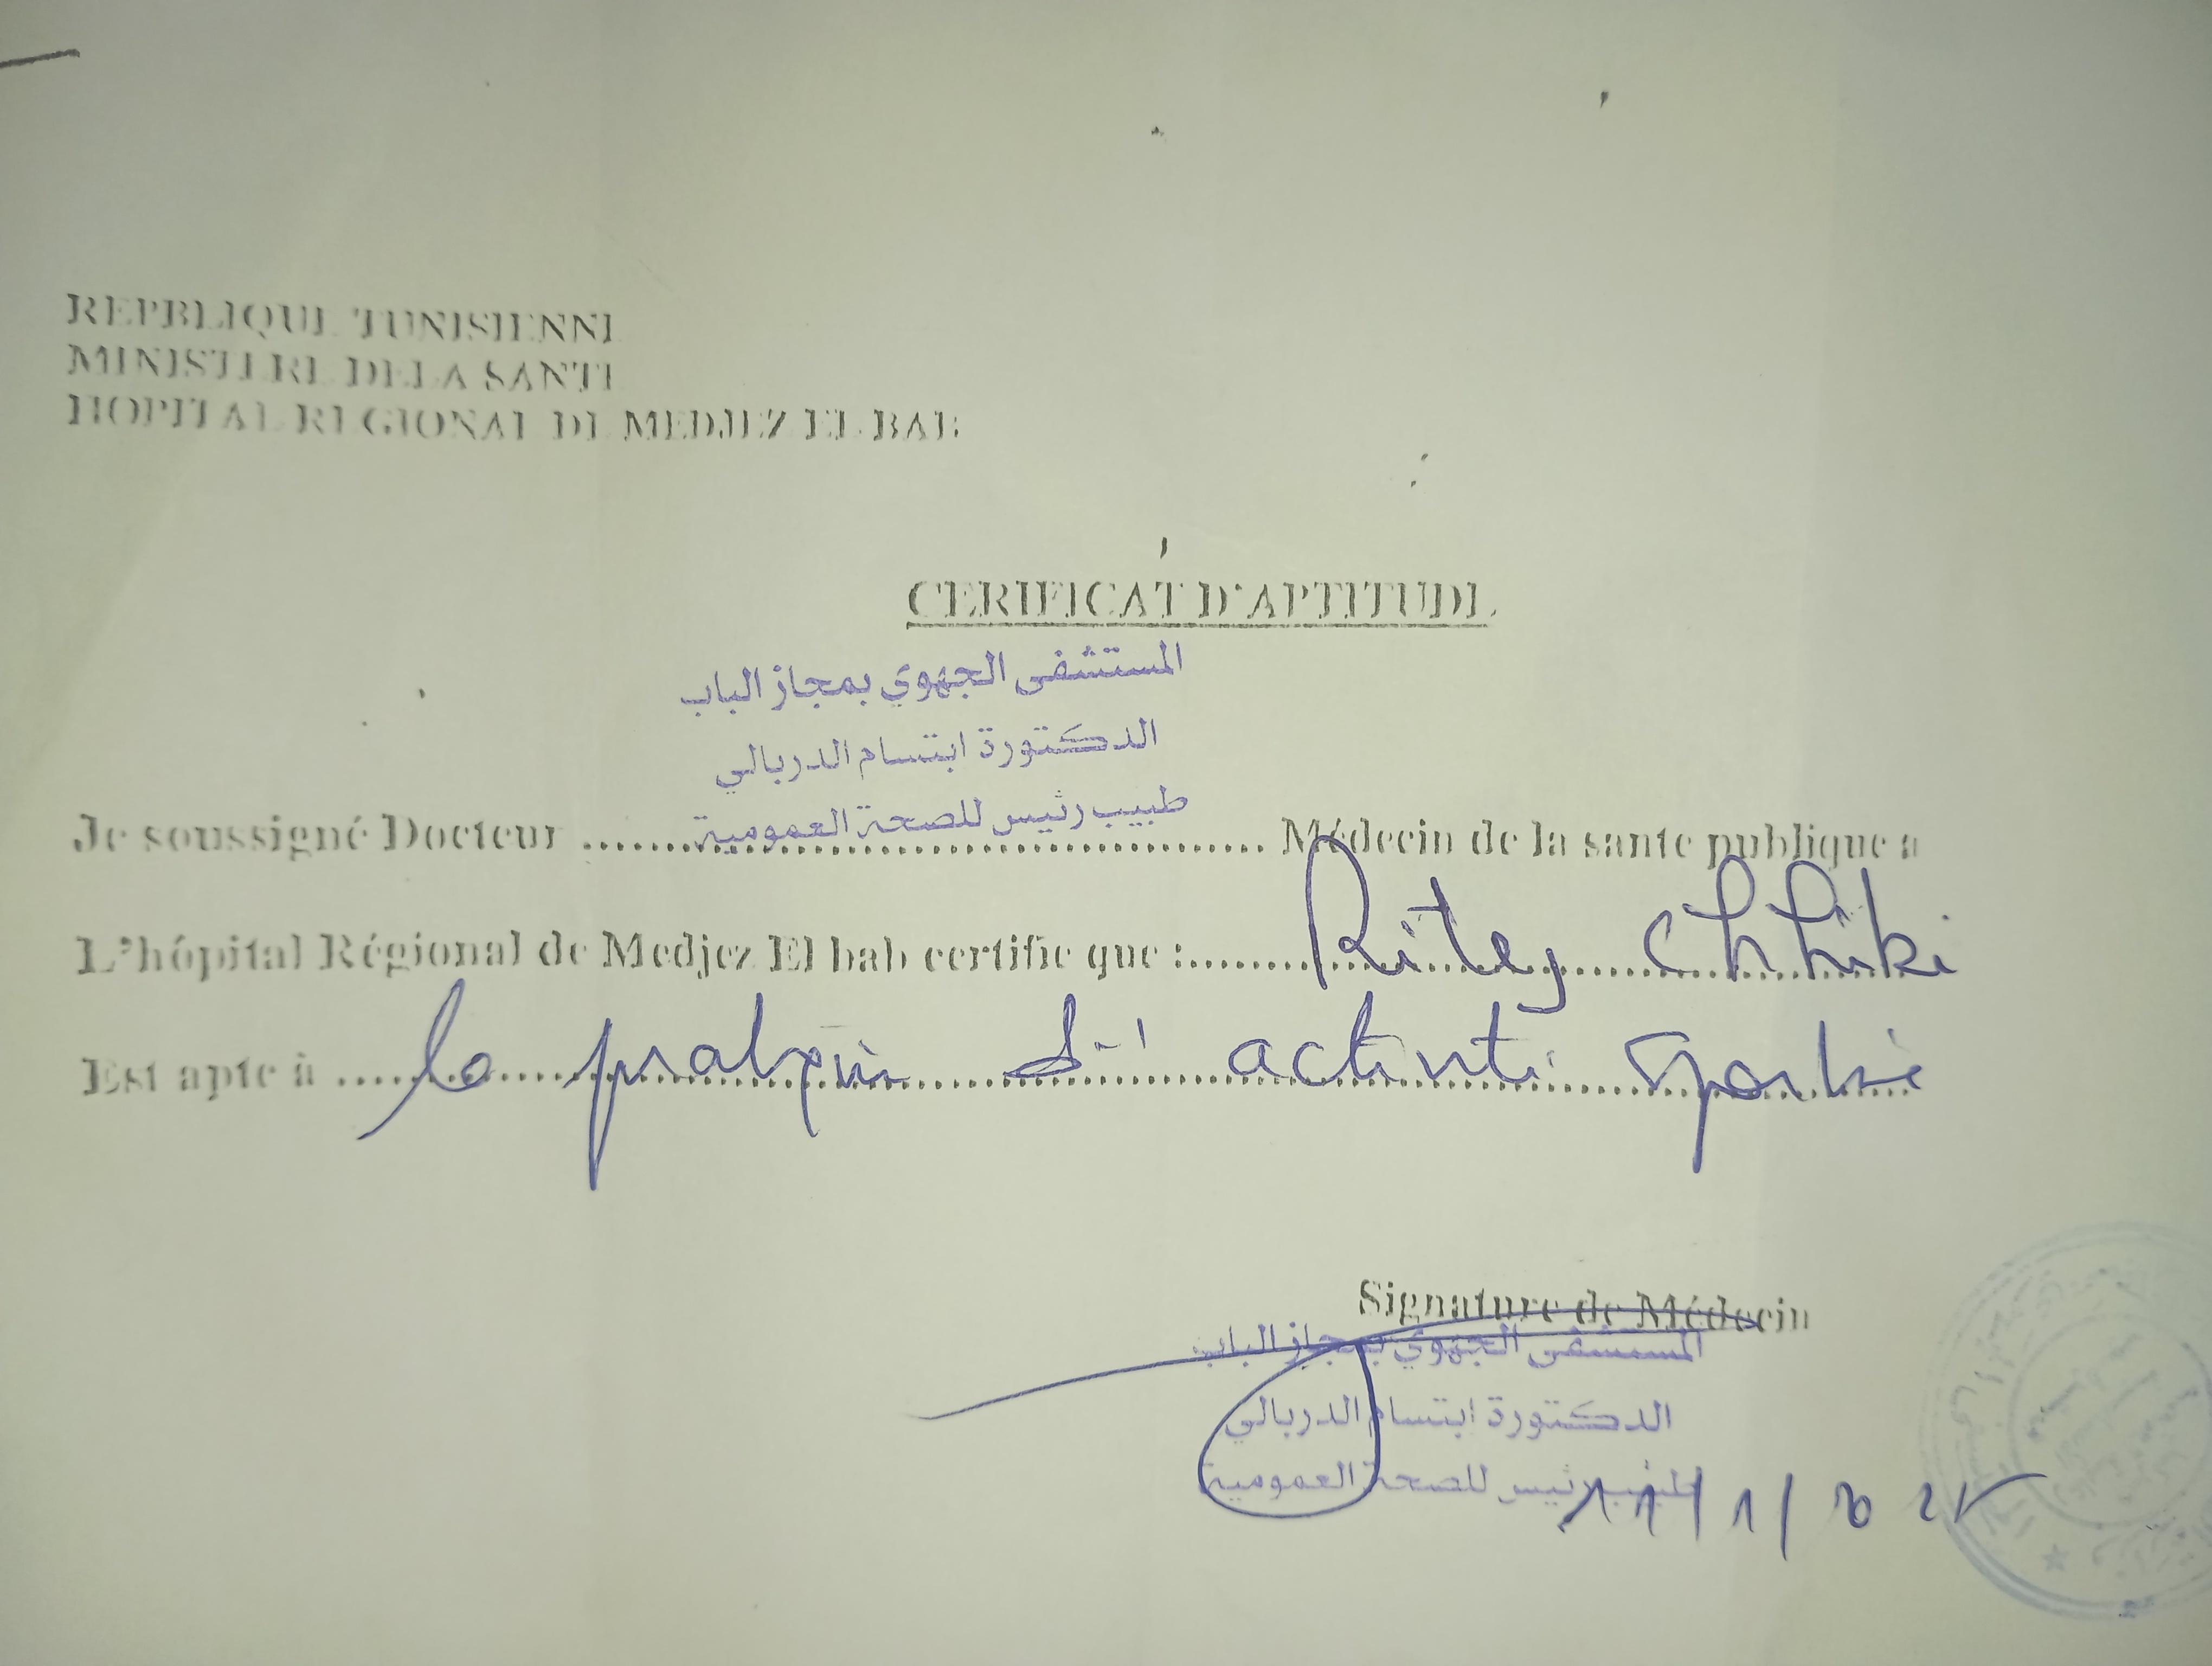 REPBLIQUE TUNISIENNE
MINISTERE DE LA SANTE
HOPITAL REGIONAL DE MEDJEZ EL BAB
CERIFICAT D'APTITUDE
المستشفى الجهوي بمجاز الباب
الدكتورة ابتسام الدربالي
طبيب رئيس للصحة العمومية
Je soussigné Docteur ........................ Médecin de la sante publique a
L'hôpital Régional de Medjez El bab certifie que : ........ Ritej Chhiki
Est apte à ........ la pratique d' activité sportive
Signature de Médecin
المستشفى الجهوي بمجاز الباب
الدكتورة ابتسام الدربالي
طبيب رئيس للصحة العمومية